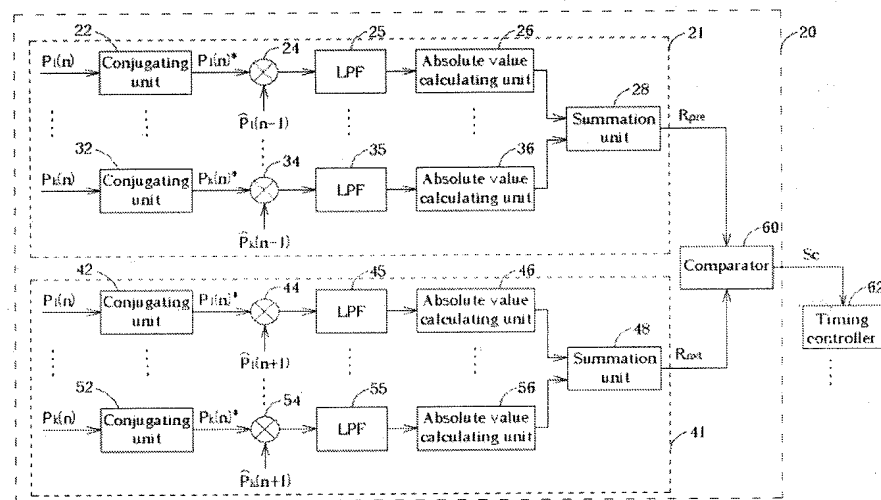 22
25
26
21
20
P₁(n)
Conjugating unit
P₁(n)*
24
LPF
Absolute value calculating unit
28
P̂₁(n-1)
Summation unit
Rpre
32
34
35
36
Pk(n)
Conjugating unit
Pk(n)*
LPF
Absolute value calculating unit
P̂k(n-1)
60
Comparator
Sc
62
Timing controller
42
45
46
P₁(n)
Conjugating unit
P₁(n)*
44
LPF
Absolute value calculating unit
48
P̂₁(n+1)
Summation unit
Rnxt
52
54
55
56
Pk(n)
Conjugating unit
Pk(n)*
LPF
Absolute value calculating unit
41
P̂k(n+1)